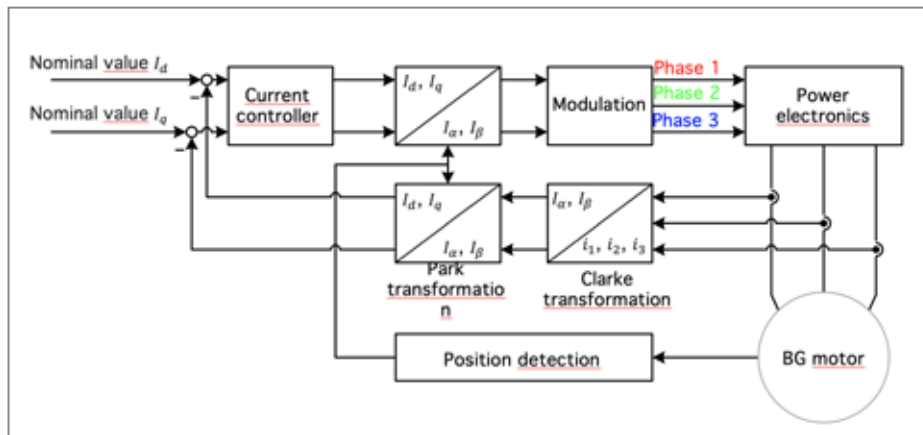 Nominal value I_d
Nominal value I_q
Current
controller
I_d, I_q
I_α, I_β
Modulation
Phase 1
Phase 2
Phase 3
Power
electronics
I_d, I_q
I_α, I_β
Park
transformatio
n
I_α, I_β
i_1, i_2, i_3
Clarke
transformation
Position detection
BG motor